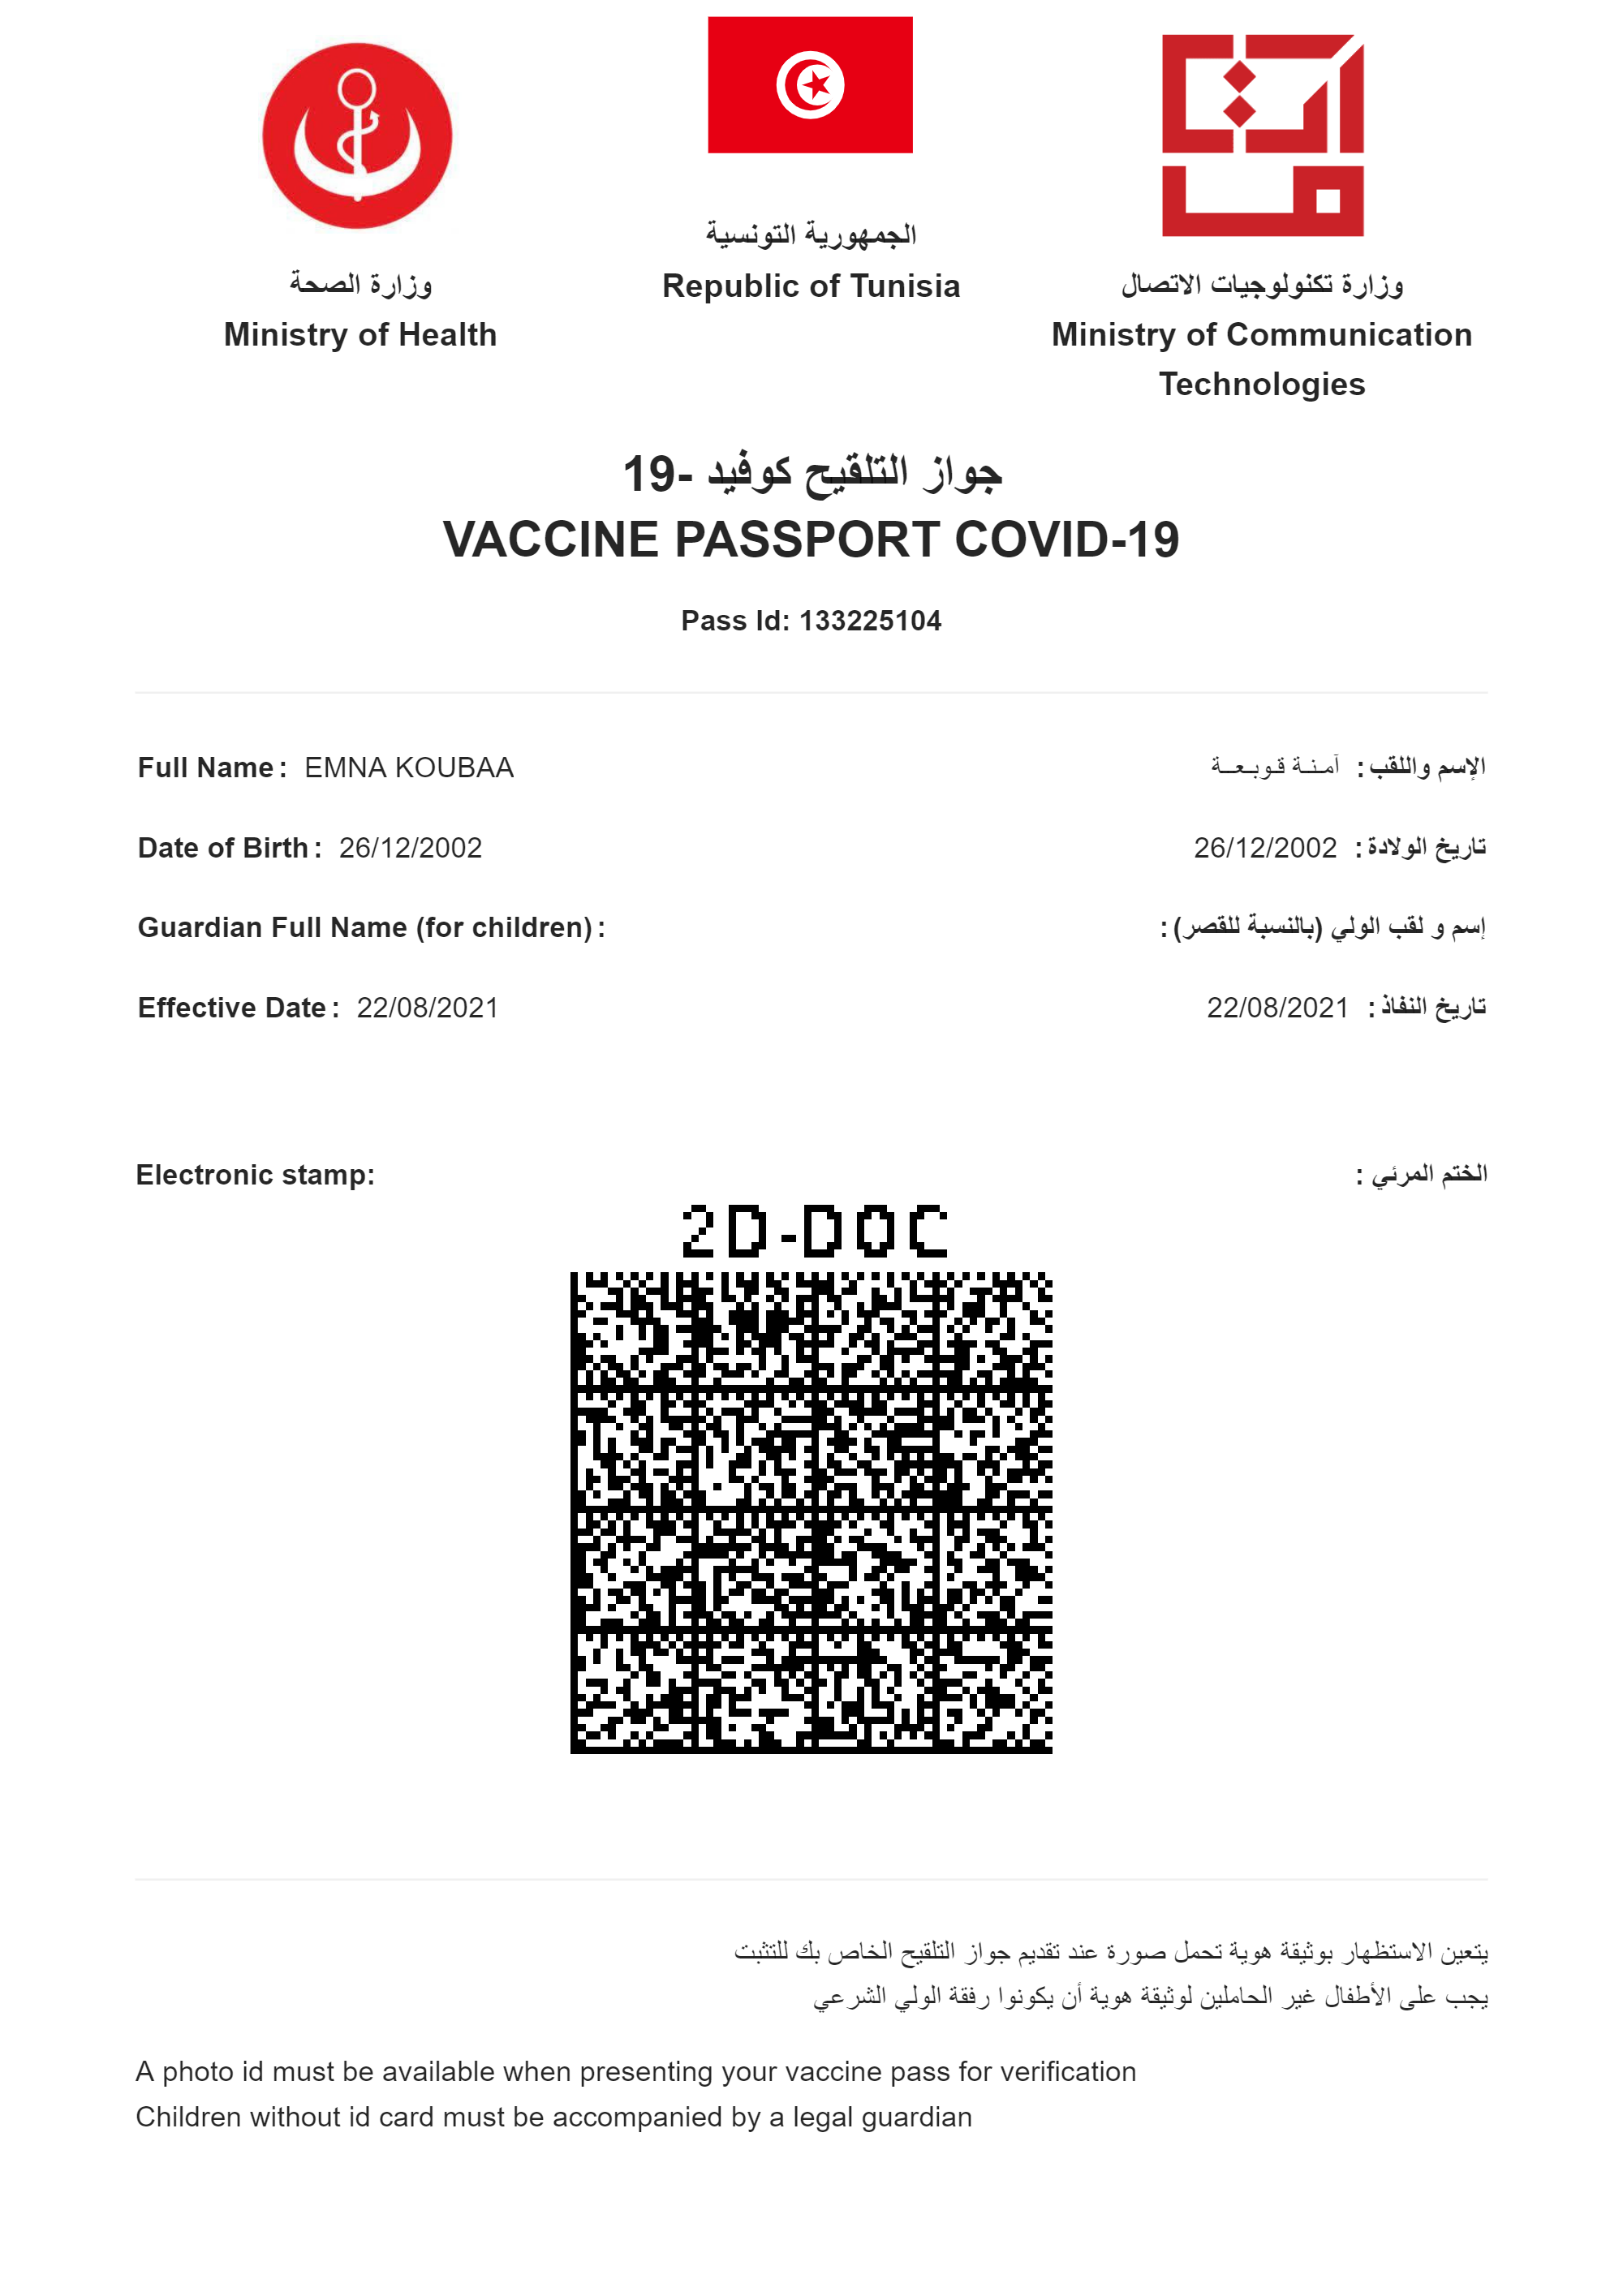 الجمهورية التونسية
Republic of Tunisia
وزارة الصحة
Ministry of Health
وزارة تكنولوجيات الاتصال
Ministry of Communication
Technologies
جواز التلقيح كوفيد -19
VACCINE PASSPORT COVID-19
Pass Id: 133225104
Full Name : EMNA KOUBAA
الإسم واللقب : آمـنـة قـوبـعــة
Date of Birth : 26/12/2002
تاريخ الولادة : 26/12/2002
Guardian Full Name (for children) :
إسم و لقب الولي (بالنسبة للقصر) :
Effective Date : 22/08/2021
تاريخ النفاذ : 22/08/2021
Electronic stamp:
الختم المرئي :
2D-DOC
يتعين الاستظهار بوثيقة هوية تحمل صورة عند تقديم جواز التلقيح الخاص بك للتثبت
يجب على الأطفال غير الحاملين لوثيقة هوية أن يكونوا رفقة الولي الشرعي
A photo id must be available when presenting your vaccine pass for verification
Children without id card must be accompanied by a legal guardian